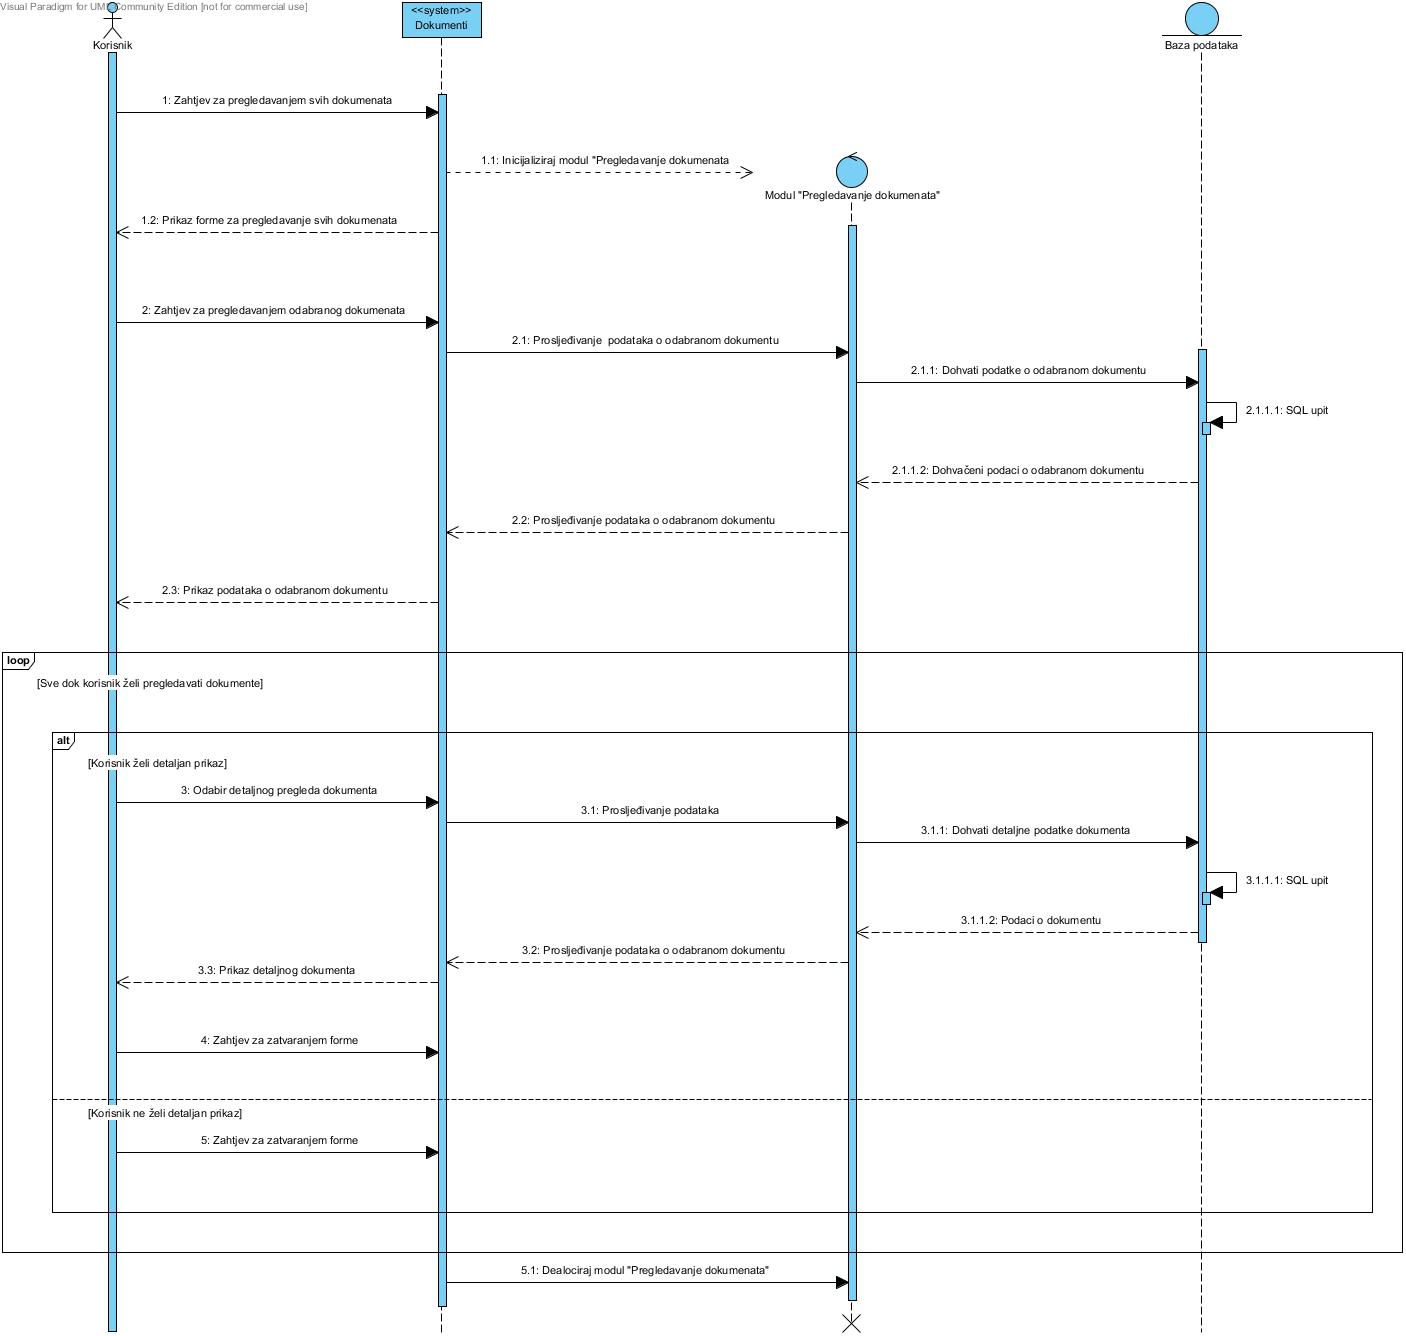 Visual Paradigm for UML Community Edition [not for commercial use]
<<system>>
Dokumenti
Korisnik
Baza podataka
1: Zahtjev za pregledavanjem svih dokumenata
1.1: Inicijaliziraj modul "Pregledavanje dokumenata
Modul "Pregledavanje dokumenata"
1.2: Prikaz forme za pregledavanje svih dokumenata
2: Zahtjev za pregledavanjem odabranog dokumenata
2.1: Prosljeđivanje  podataka o odabranom dokumentu
2.1.1: Dohvati podatke o odabranom dokumentu
2.1.1.1: SQL upit
2.1.1.2: Dohvačeni podaci o odabranom dokumentu
2.2: Prosljeđivanje podataka o odabranom dokumentu
2.3: Prikaz podataka o odabranom dokumentu
loop
[Sve dok korisnik želi pregledavati dokumente]
alt
[Korisnik želi detaljan prikaz]
3: Odabir detaljnog pregleda dokumenta
3.1: Prosljeđivanje podataka
3.1.1: Dohvati detaljne podatke dokumenta
3.1.1.1: SQL upit
3.1.1.2: Podaci o dokumentu
3.2: Prosljeđivanje podataka o odabranom dokumentu
3.3: Prikaz detaljnog dokumenta
4: Zahtjev za zatvaranjem forme
[Korisnik ne želi detaljan prikaz]
5: Zahtjev za zatvaranjem forme
5.1: Dealociraj modul "Pregledavanje dokumenata"